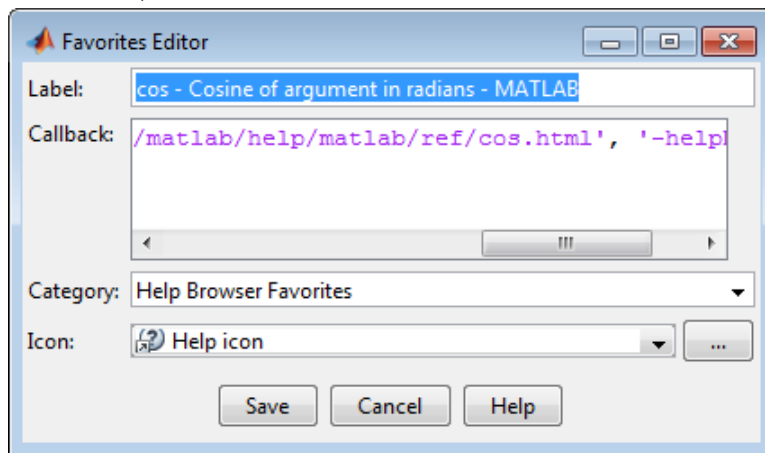 Favorites Editor
Label: cos - Cosine of argument in radians - MATLAB
Callback: /matlab/help/matlab/ref/cos.html', '-help
Category: Help Browser Favorites
Icon: Help icon ...
Save Cancel Help